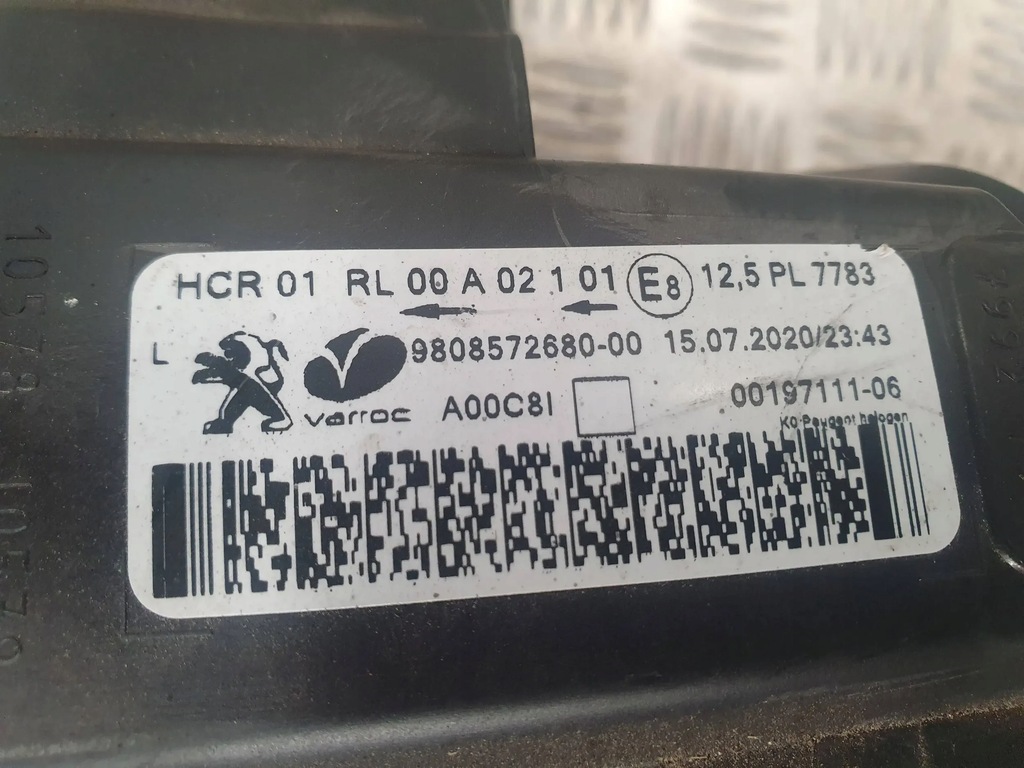 HCR 01 RL 00 A 02 1 01 E8 12,5 PL 7783
L 9808572680-00 15.07.2020/23:43
varroc A00C8I 00197111-06
K0-Peugeot halogen